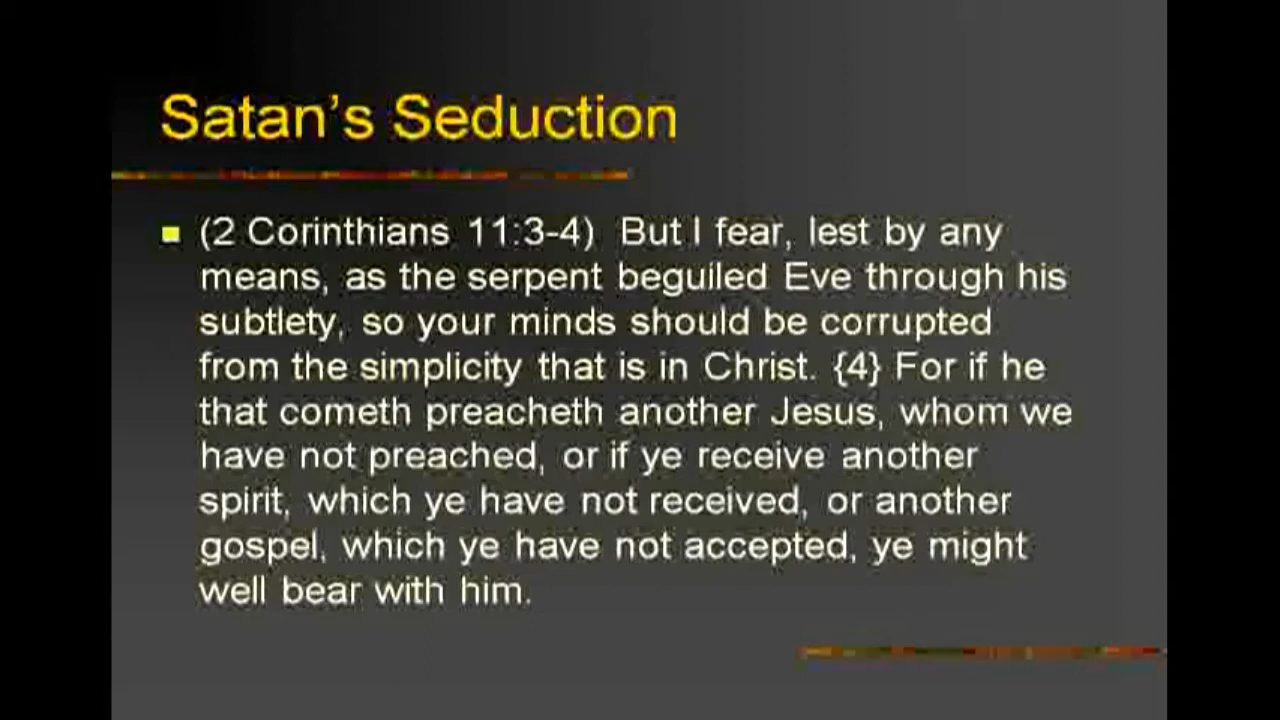 Satan's Seduction
(2 Corinthians 11:3-4) But I fear, lest by any
means, as the serpent beguiled Eve through his
subtlety, so your minds should be corrupted
from the simplicity that is in Christ. {4} For if he
that cometh preacheth another Jesus, whom we
have not preached, or if ye receive another
spirit, which ye have not received, or another
gospel, which ye have not accepted, ye might
well bear with him.